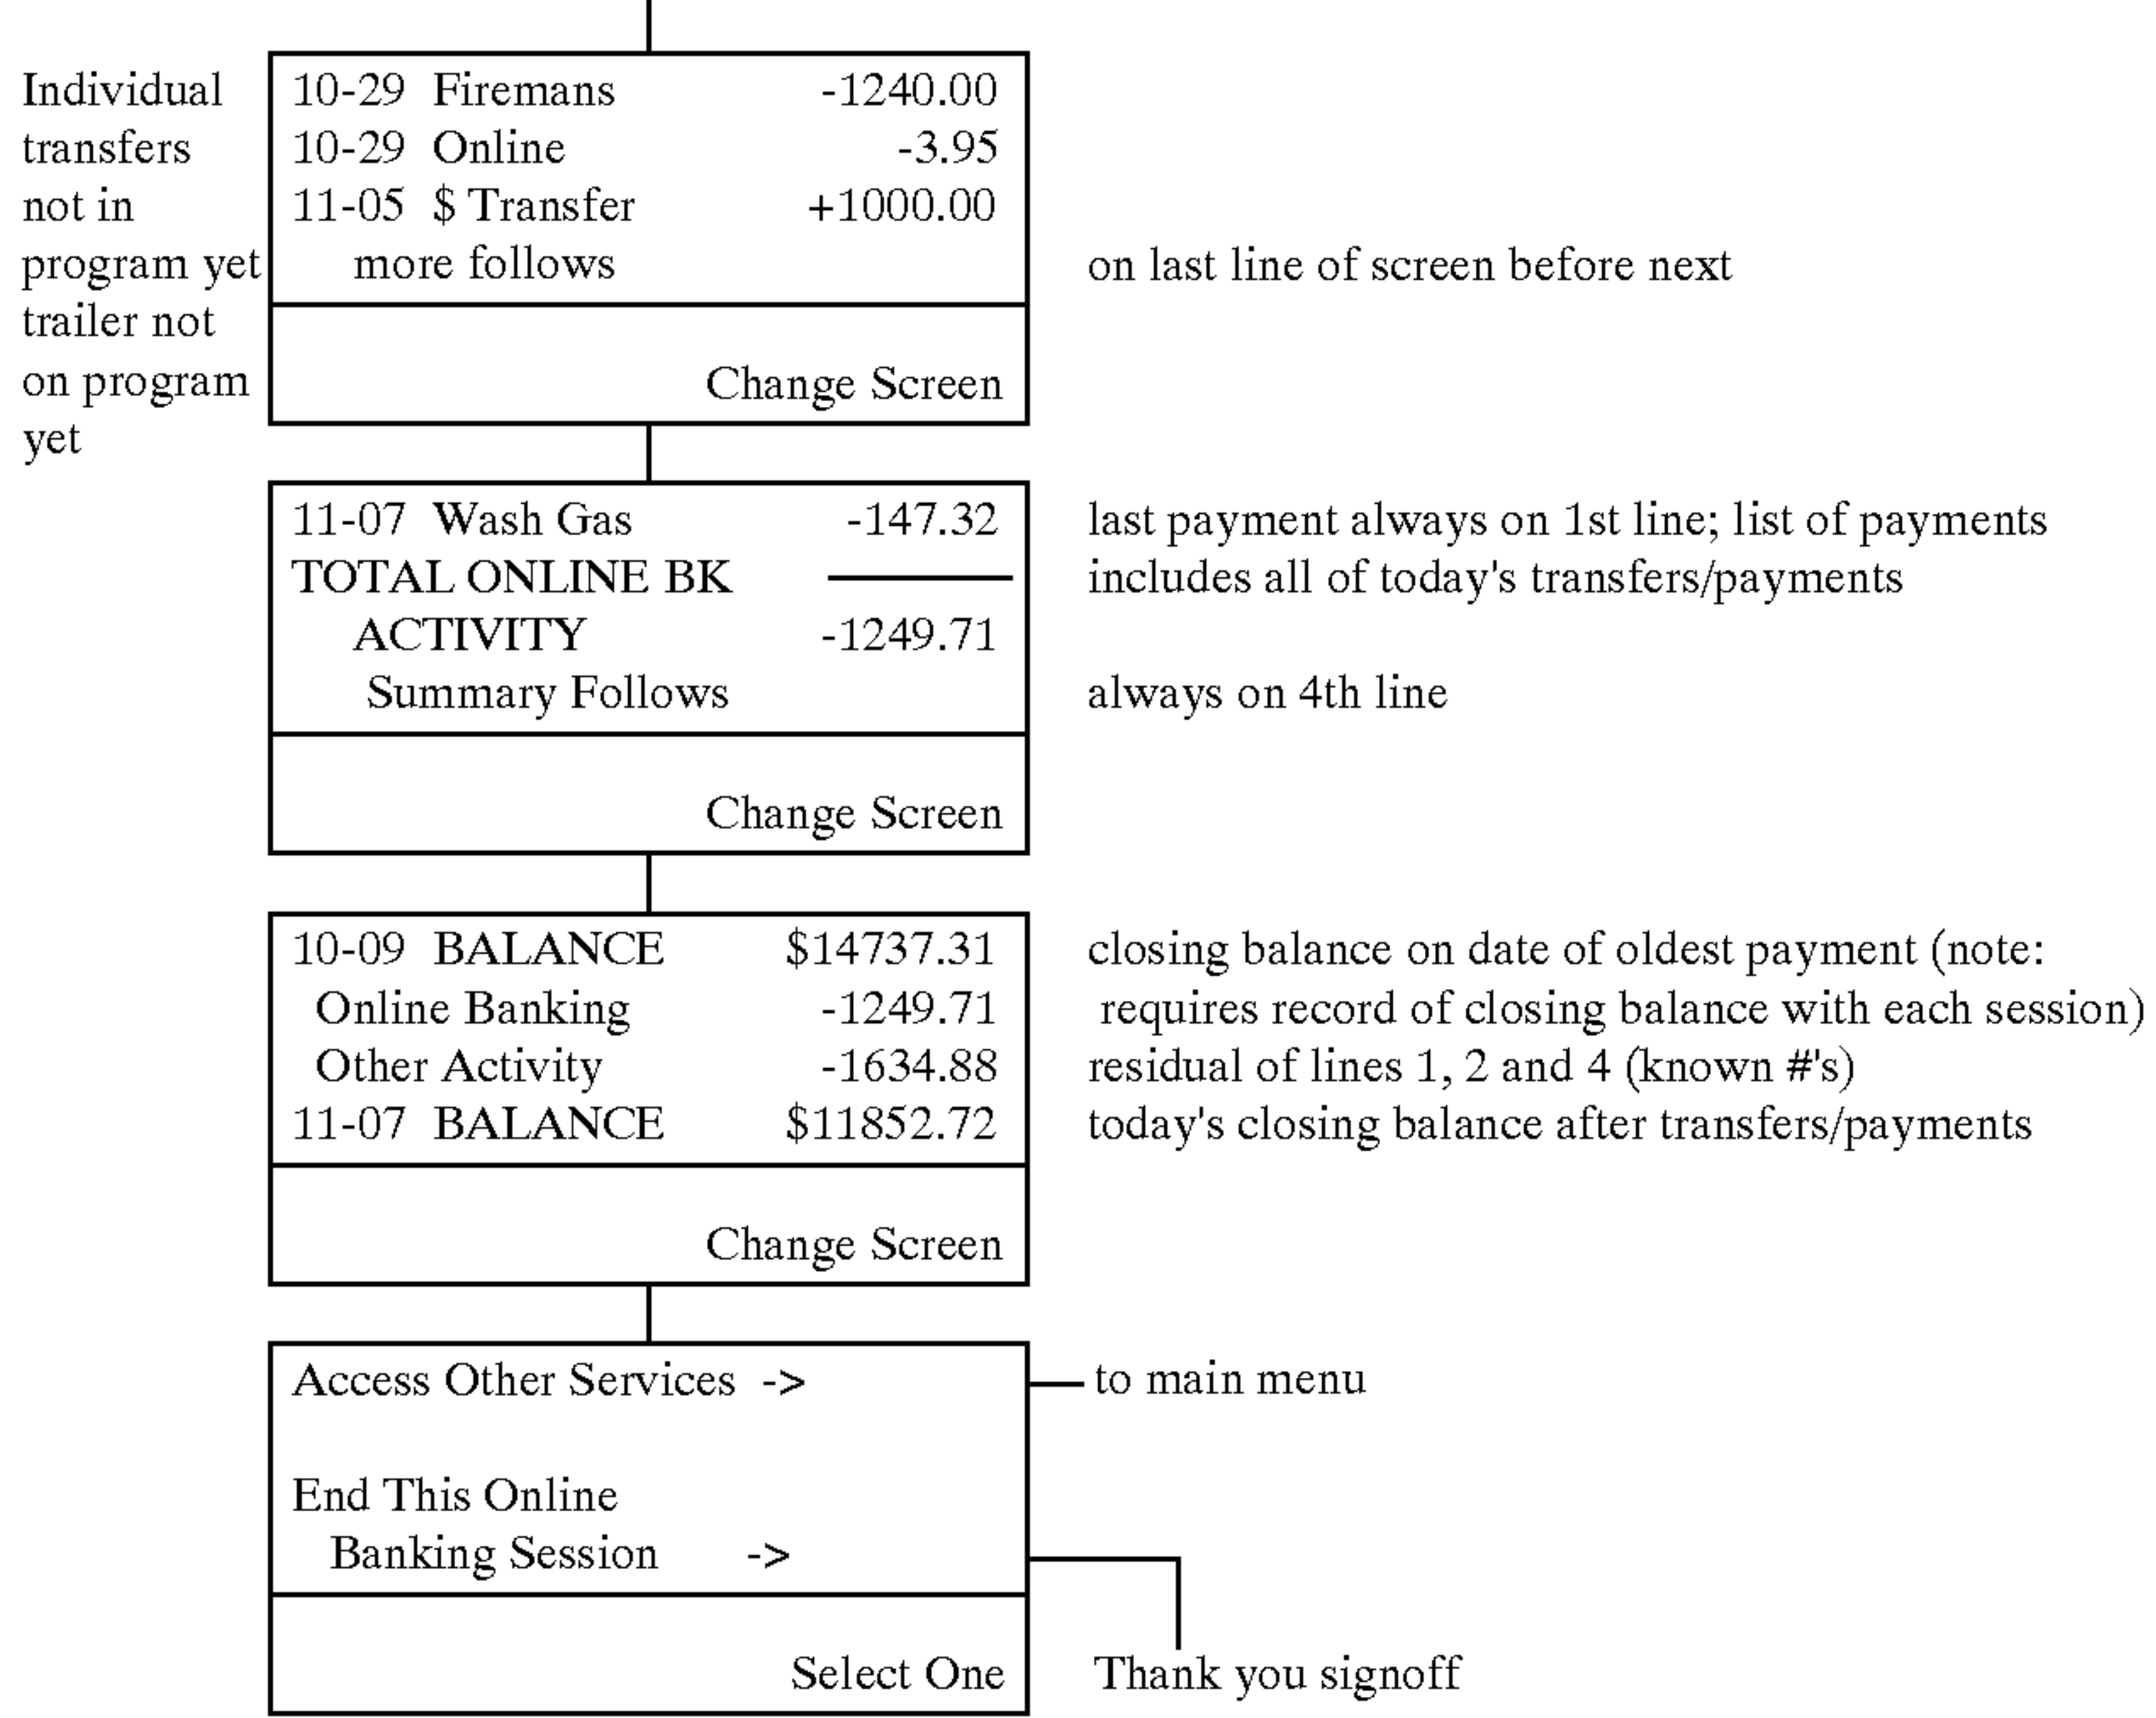 Individual
transfers
not in
program yet
trailer not
on program
yet
10-29 Firemans -1240.00
10-29 Online -3.95
11-05 $ Transfer +1000.00
more follows
on last line of screen before next
Change Screen
11-07 Wash Gas -147.32
TOTAL ONLINE BK
ACTIVITY -1249.71
Summary Follows
last payment always on 1st line; list of payments
includes all of today's transfers/payments
always on 4th line
Change Screen
10-09 BALANCE $14737.31
Online Banking -1249.71
Other Activity -1634.88
11-07 BALANCE $11852.72
closing balance on date of oldest payment (note:
requires record of closing balance with each session)
residual of lines 1, 2 and 4 (known #'s)
today's closing balance after transfers/payments
Change Screen
Access Other Services ->
to main menu
End This Online
Banking Session ->
Select One
Thank you signoff